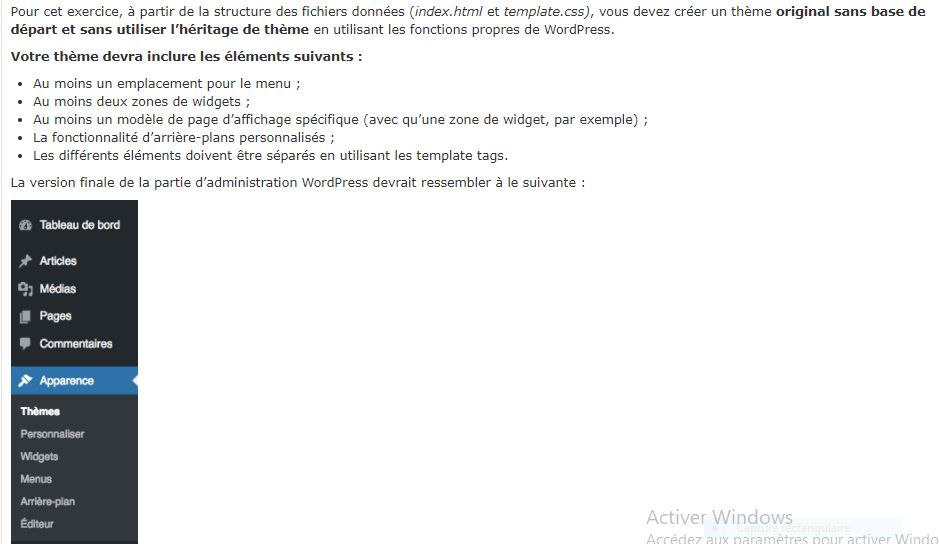 Pour cet exercice, à partir de la structure des fichiers données (index.html et template.css), vous devez créer un thème original sans base de
départ et sans utiliser l’héritage de thème en utilisant les fonctions propres de WordPress.
Votre thème devra inclure les éléments suivants :
• Au moins un emplacement pour le menu ;
• Au moins deux zones de widgets ;
• Au moins un modèle de page d’affichage spécifique (avec qu’une zone de widget, par exemple) ;
• La fonctionnalité d’arrière-plans personnalisés ;
• Les différents éléments doivent être séparés en utilisant les template tags.
La version finale de la partie d’administration WordPress devrait ressembler à le suivante :
Tableau de bord
Articles
Médias
Pages
Commentaires
Apparence
Thèmes
Personnaliser
Widgets
Menus
Arrière-plan
Éditeur
Activer Windows
Capture rectangulaire
Accédez aux paramètres pour activer Windo